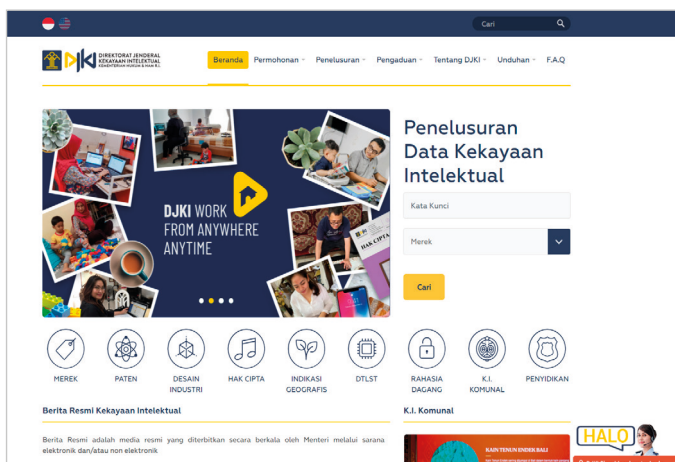 Cari
DIREKTORAT JENDERAL
KEKAYAAN INTELEKTUAL
KEMENTERIAN HUKUM & HAM R.I.
Beranda Permohonan Penelusuran Pengaduan Tentang DJKI Unduhan F.A.Q
DJKI WORK
FROM ANYWHERE
ANYTIME
HAK CIPTA
Penelusuran
Data Kekayaan
Intelektual
Kata Kunci
Merek
Cari
MEREK
PATEN
DESAIN
INDUSTRI
HAK CIPTA
INDIKASI
GEOGRAFIS
DTLST
RAHASIA
DAGANG
K.I.
KOMUNAL
PENYIDIKAN
Berita Resmi Kekayaan Intelektual
Berita Resmi adalah media resmi yang diterbitkan secara berkala oleh Menteri melalui sarana
elektronik dan/atau non elektronik
K.I. Komunal
KAIN TENUN ENDEK BALI
HALO